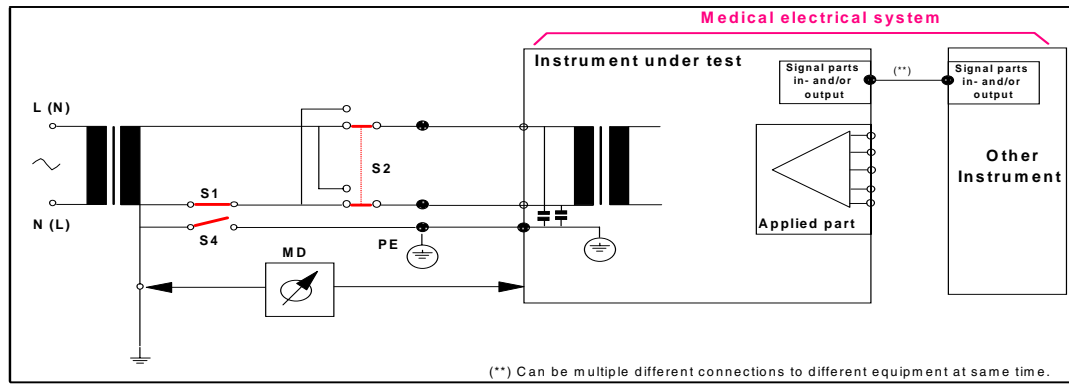 Medical electrical system
Instrument under test
Signal parts
in- and/or
output
(**)
Signal parts
in- and/or
output
L (N)
S2
Other
Instrument
S1
N (L)
S4
PE
Applied part
MD
(**) Can be multiple different connections to different equipment at same time.